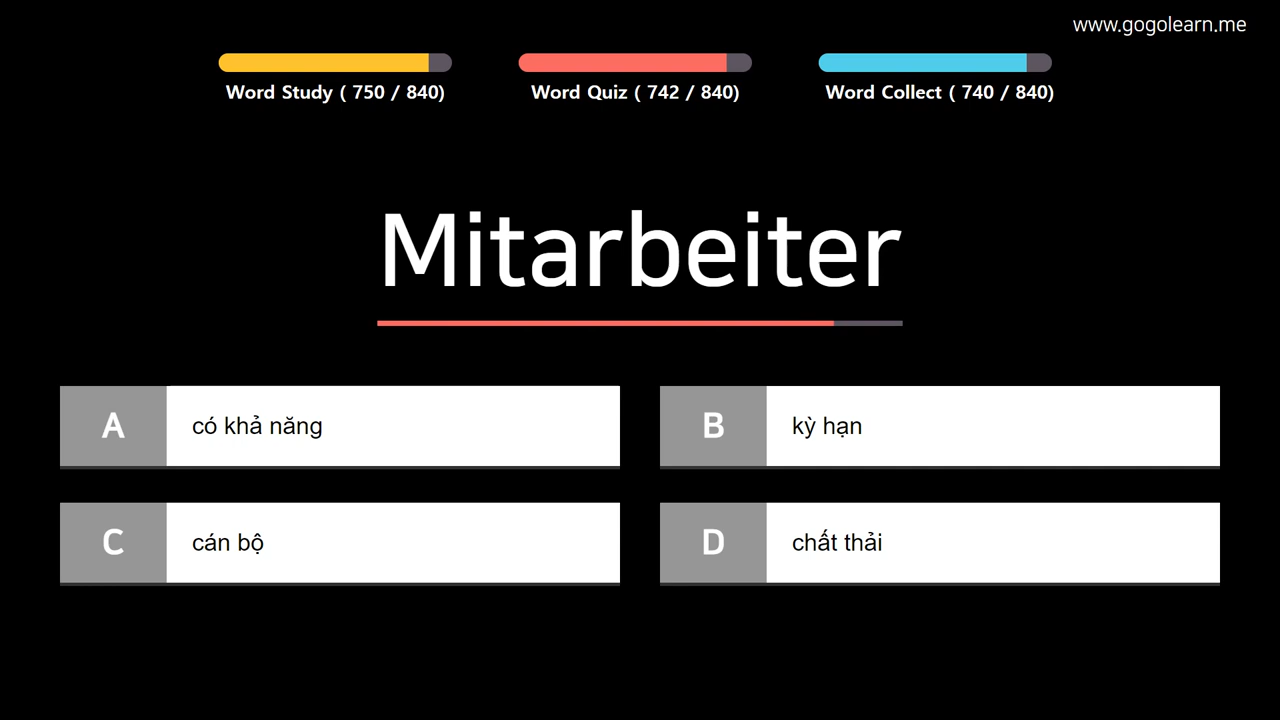 www.gogolearn.me
Word Study ( 750 / 840)
Word Quiz ( 742 / 840)
Word Collect ( 740 / 840)
Mitarbeiter
A
có khả năng
B
kỳ hạn
C
cán bộ
D
chất thải